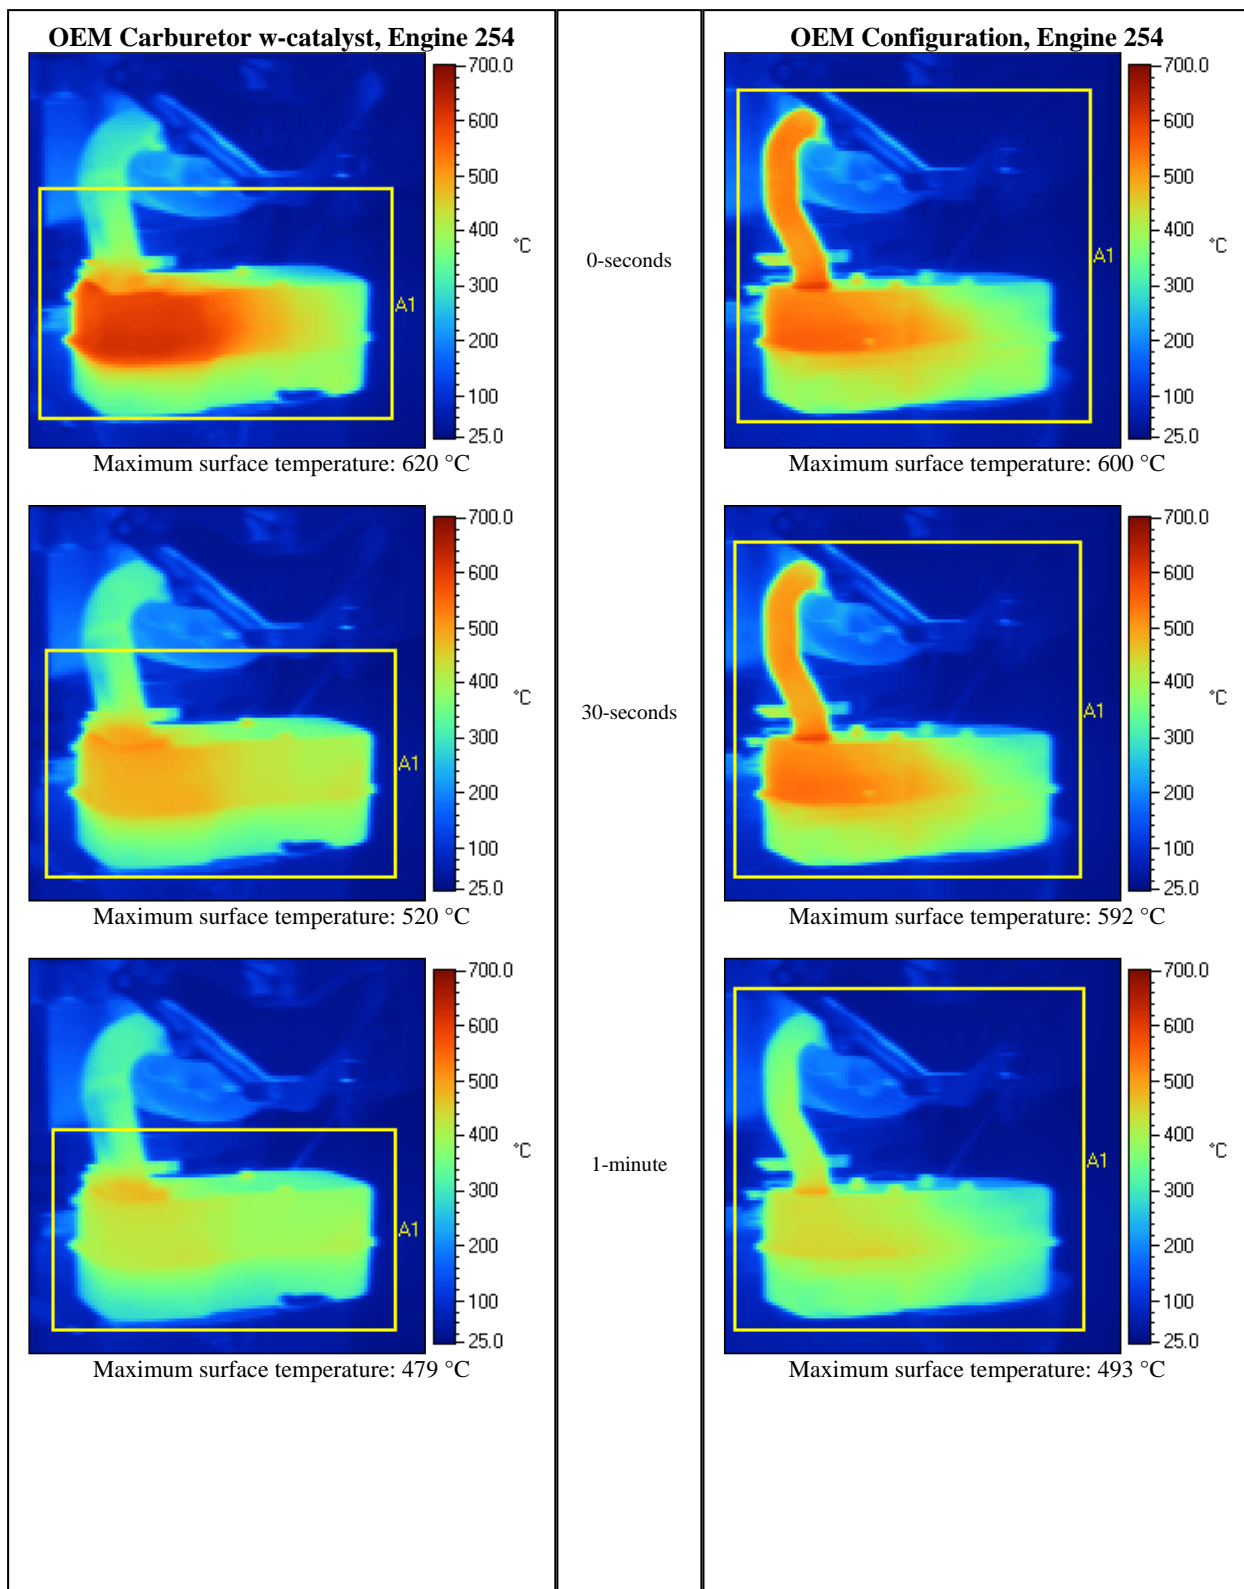 OEM Carburetor w-catalyst, Engine 254
700.0
600
500
400
°C
300
200
100
25.0
A1
Maximum surface temperature: 620 °C
0-seconds
OEM Configuration, Engine 254
700.0
600
500
400
°C
300
200
100
25.0
A1
Maximum surface temperature: 600 °C
700.0
600
500
400
°C
300
200
100
25.0
A1
Maximum surface temperature: 520 °C
30-seconds
700.0
600
500
400
°C
300
200
100
25.0
A1
Maximum surface temperature: 592 °C
700.0
600
500
400
°C
300
200
100
25.0
A1
Maximum surface temperature: 479 °C
1-minute
700.0
600
500
400
°C
300
200
100
25.0
A1
Maximum surface temperature: 493 °C